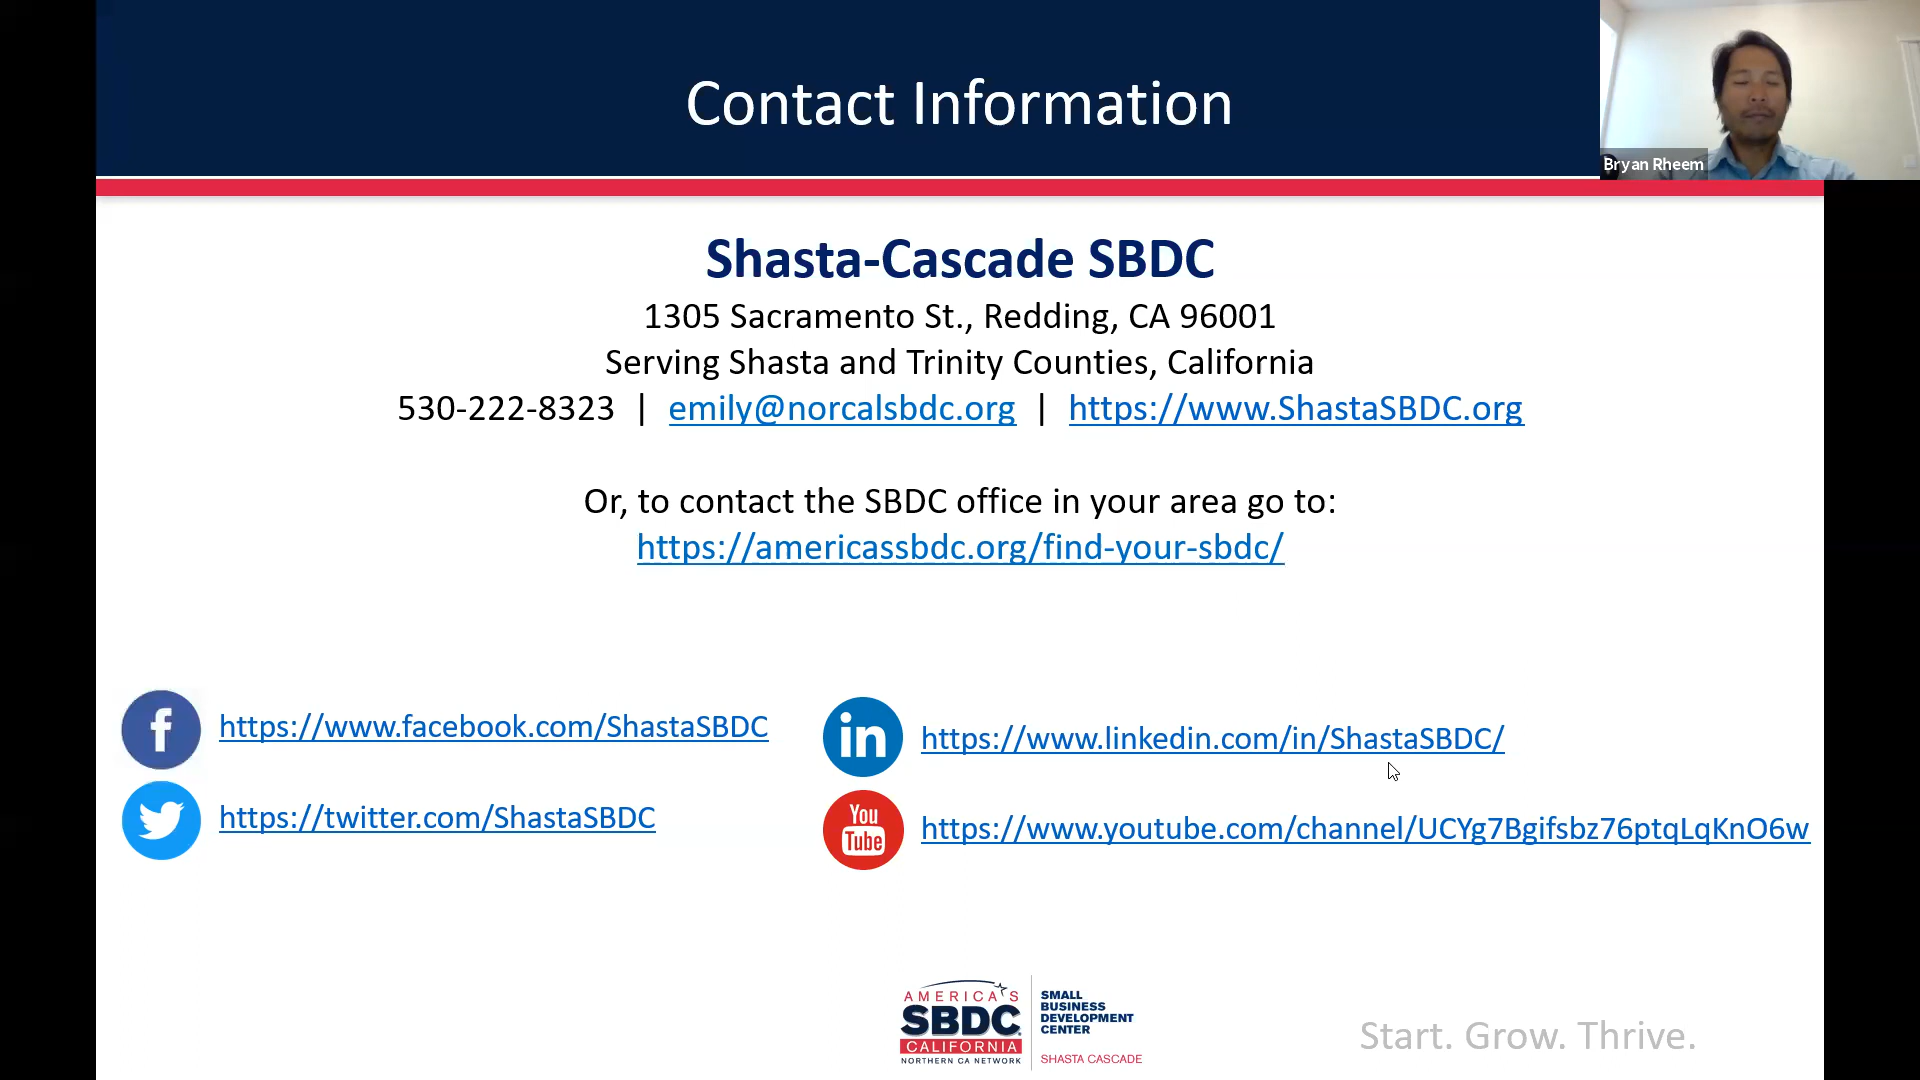 Contact Information
Bryan Rheem
Shasta-Cascade SBDC
1305 Sacramento St., Redding, CA 96001
Serving Shasta and Trinity Counties, California
530-222-8323 | emily@norcalsbdc.org | https://www.ShastaSBDC.org
Or, to contact the SBDC office in your area go to:
https://americassbdc.org/find-your-sbdc/
f https://www.facebook.com/ShastaSBDC
in https://www.linkedin.com/in/ShastaSBDC/
https://twitter.com/ShastaSBDC
You
Tube https://www.youtube.com/channel/UCYg7Bgifsbz76ptqLqKnO6w
AMERICA'S
SBDC
CALIFORNIA
NORTHERN CA NETWORK
SMALL
BUSINESS
DEVELOPMENT
CENTER
SHASTA CASCADE
Start. Grow. Thrive.